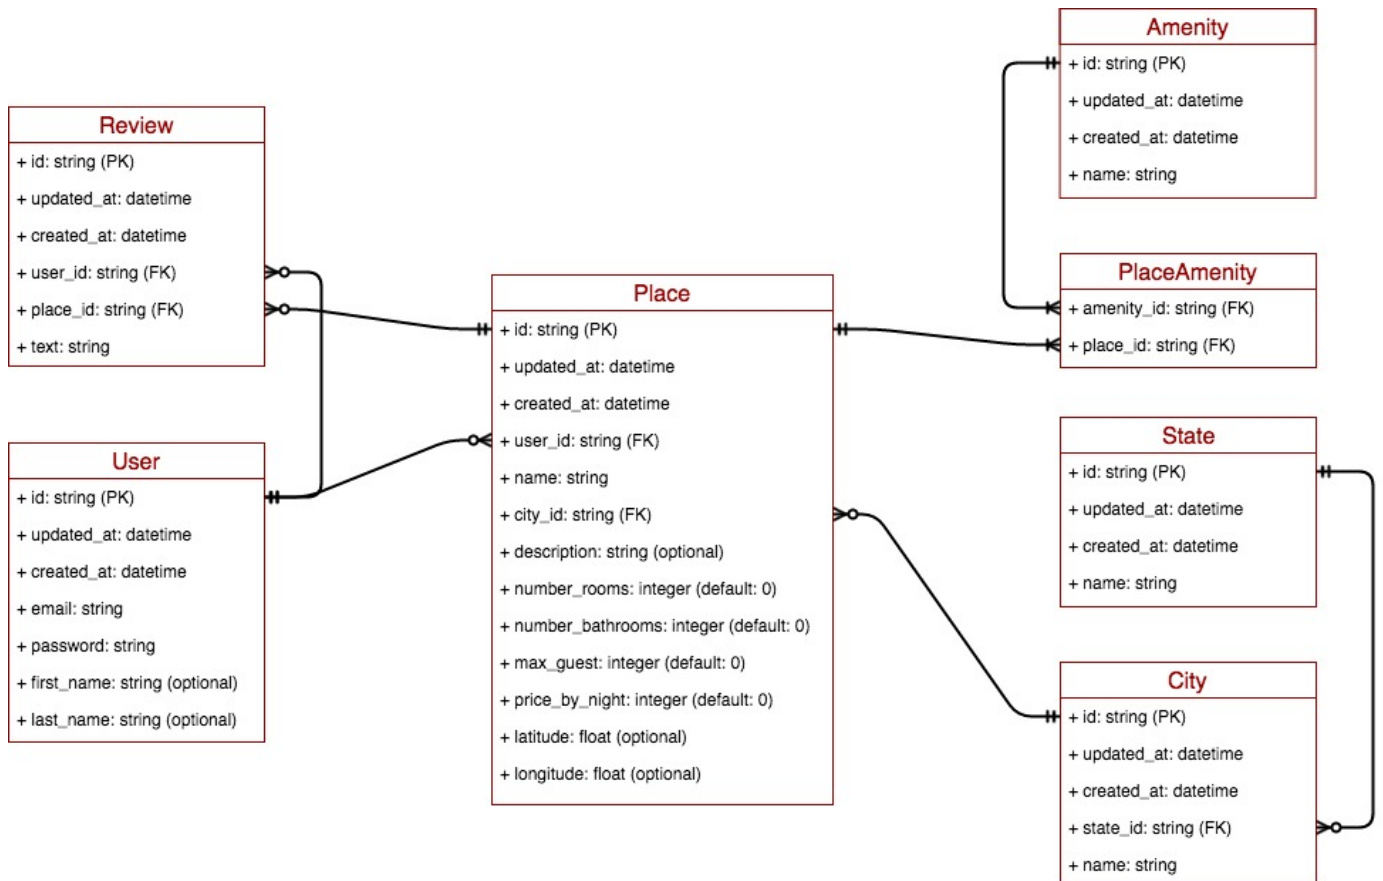 Review
+ id: string (PK)
+ updated_at: datetime
+ created_at: datetime
+ user_id: string (FK)
+ place_id: string (FK)
+ text: string
User
+ id: string (PK)
+ updated_at: datetime
+ created_at: datetime
+ email: string
+ password: string
+ first_name: string (optional)
+ last_name: string (optional)
Place
+ id: string (PK)
+ updated_at: datetime
+ created_at: datetime
+ user_id: string (FK)
+ name: string
+ city_id: string (FK)
+ description: string (optional)
+ number_rooms: integer (default: 0)
+ number_bathrooms: integer (default: 0)
+ max_guest: integer (default: 0)
+ price_by_night: integer (default: 0)
+ latitude: float (optional)
+ longitude: float (optional)
Amenity
+ id: string (PK)
+ updated_at: datetime
+ created_at: datetime
+ name: string
PlaceAmenity
+ amenity_id: string (FK)
+ place_id: string (FK)
State
+ id: string (PK)
+ updated_at: datetime
+ created_at: datetime
+ name: string
City
+ id: string (PK)
+ updated_at: datetime
+ created_at: datetime
+ state_id: string (FK)
+ name: string